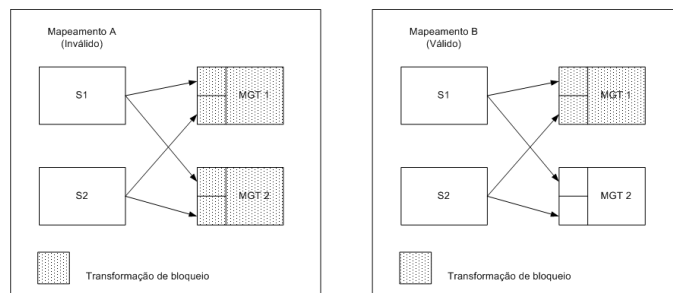 Mapeamento A
(Inválido)
S1
MGT 1
S2
MGT 2
Transformação de bloqueio
Mapeamento B
(Válido)
S1
MGT 1
S2
MGT 2
Transformação de bloqueio